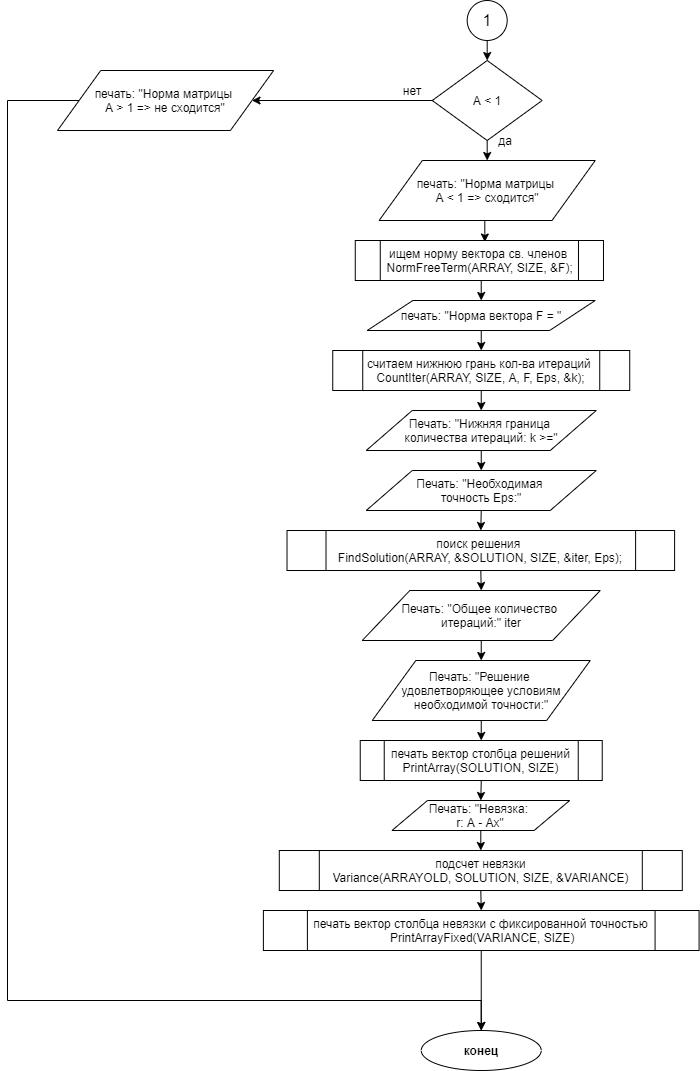 1
A < 1
нет
да
печать: "Норма матрицы
A > 1 => не сходится"
печать: "Норма матрицы
A < 1 => сходится"
ищем норму вектора св. членов
NormFreeTerm(ARRAY, SIZE, &F);
печать: "Норма вектора F = "
считаем нижнюю грань кол-ва итераций
CountIter(ARRAY, SIZE, A, F, Eps, &k);
Печать: "Нижняя граница
количества итераций: k >="
Печать: "Необходимая
точность Eps:"
поиск решения
FindSolution(ARRAY, &SOLUTION, SIZE, &iter, Eps);
Печать: "Общее количество
итераций:" iter
Печать: "Решение
удовлетворяющее условиям
необходимой точности:"
печать вектор столбца решений
PrintArray(SOLUTION, SIZE)
Печать: "Невязка:
r: A - Ax"
подсчет невязки
Variance(ARRAYOLD, SOLUTION, SIZE, &VARIANCE)
печать вектор столбца невязки с фиксированной точностью
PrintArrayFixed(VARIANCE, SIZE)
конец